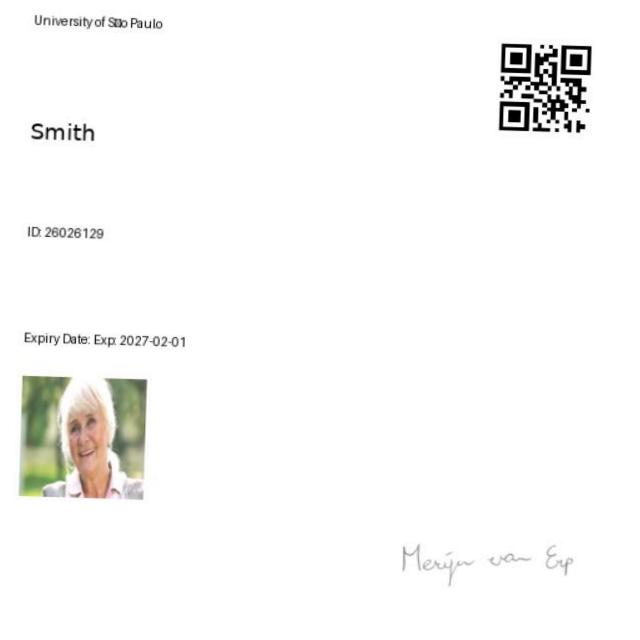 University of São Paulo
Smith
ID: 26026129
Expiry Date: Exp: 2027-02-01
Merijn van Erp